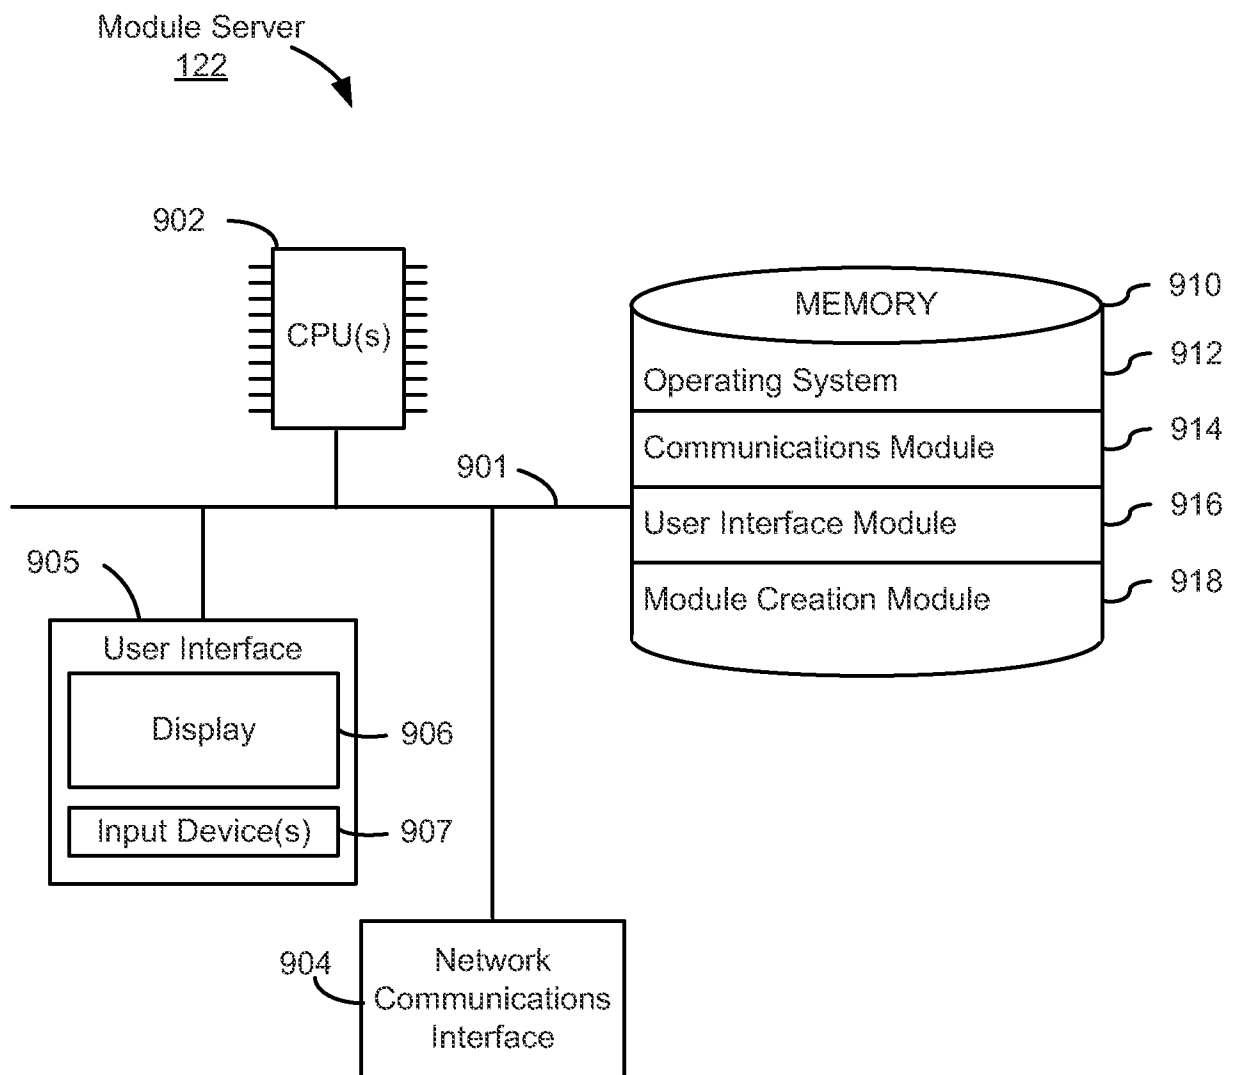 Module Server
122
902
CPU(s)
MEMORY
910
Operating System
912
Communications Module
914
User Interface Module
916
Module Creation Module
918
901
905
User Interface
Display
906
Input Device(s)
907
904
Network
Communications
Interface